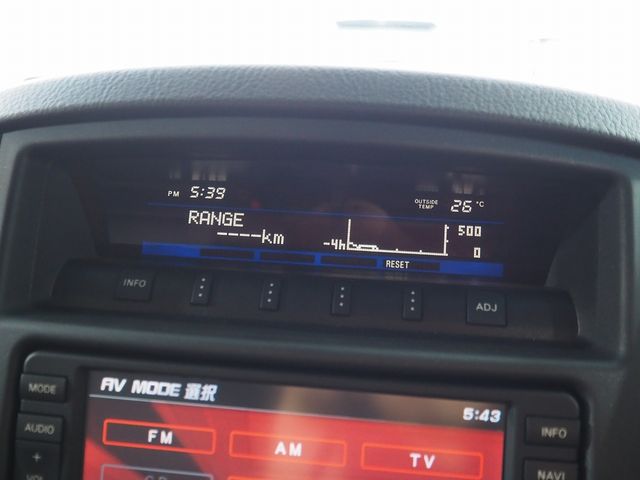 PM 5:39
OUTSIDE TEMP 26 °C
RANGE
----km
-4h
500
0
RESET
INFO
ADJ
MODE
AV MODE 選択
5:43
AUDIO
FM
AM
TV
INFO
+
NAVI